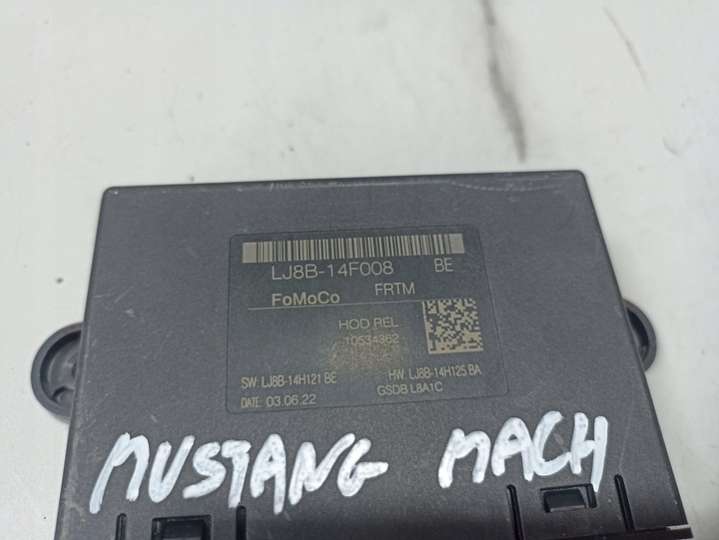 LJ8B-14F008 BE
FoMoCo FRTM
HOD REL
10534362
SW: LJ8B-14H121 BE HW: LJ8B-14H125 BA
DATE: 03.06.22 GSDB L8A1C
MUSTANG MACH